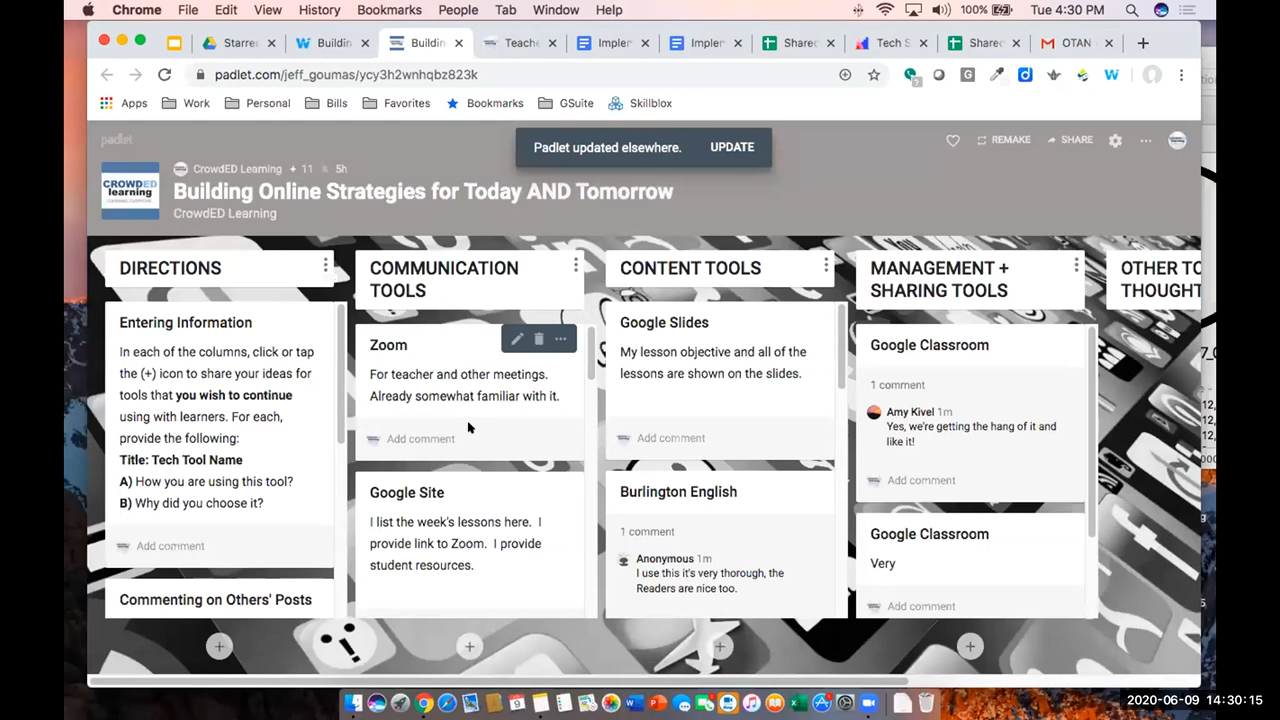 Chrome File Edit View History Bookmarks People Tab Window Help 100% Tue 4:30 PM
Starred Building Buildin Teache Implem Implem Share Tech S Share OTAN
padlet.com/jeff_goumas/ycy3h2wnhqbz823k
Apps Work Personal Bills Favorites Bookmarks GSuite Skillblox
padlet
Padlet updated elsewhere. UPDATE
REMAKE SHARE
CROWDED
learning
CrowdED Learning + 11 5h
Building Online Strategies for Today AND Tomorrow
CrowdED Learning
DIRECTIONS
Entering Information
In each of the columns, click or tap
the (+) icon to share your ideas for
tools that you wish to continue
using with learners. For each,
provide the following:
Title: Tech Tool Name
A) How you are using this tool?
B) Why did you choose it?
Add comment
Commenting on Others' Posts
COMMUNICATION
TOOLS
Zoom
For teacher and other meetings.
Already somewhat familiar with it.
Add comment
Google Site
I list the week's lessons here. I
provide link to Zoom. I provide
student resources.
CONTENT TOOLS
Google Slides
My lesson objective and all of the
lessons are shown on the slides.
Add comment
Burlington English
1 comment
Anonymous 1m
I use this it's very thorough, the
Readers are nice too.
MANAGEMENT +
SHARING TOOLS
Google Classroom
1 comment
Amy Kivel 1m
Yes, we're getting the hang of it and
like it!
Add comment
Google Classroom
Very
Add comment
OTHER TO
THOUGHT
2020-06-09 14:30:15